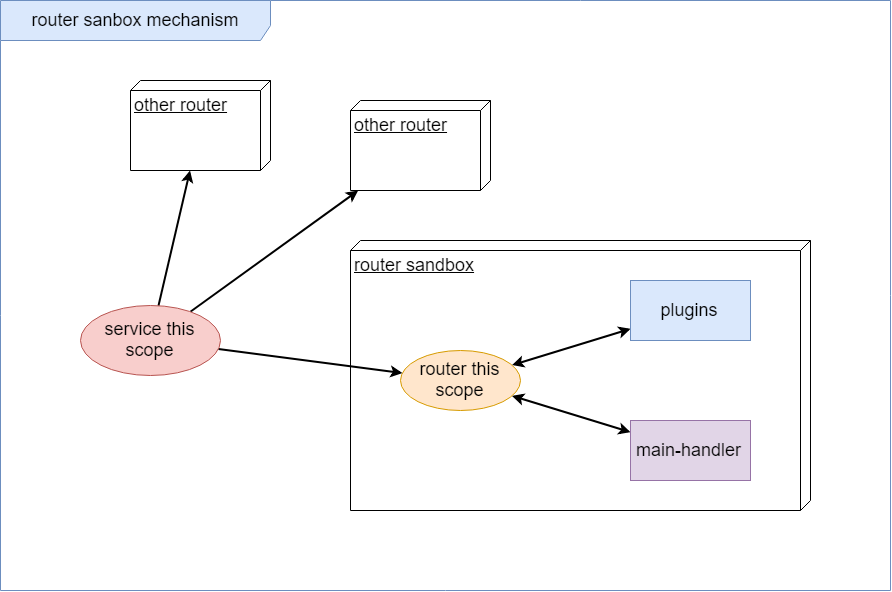 router sanbox mechanism
other router
other router
router sandbox
plugins
service this
scope
router this
scope
main-handler